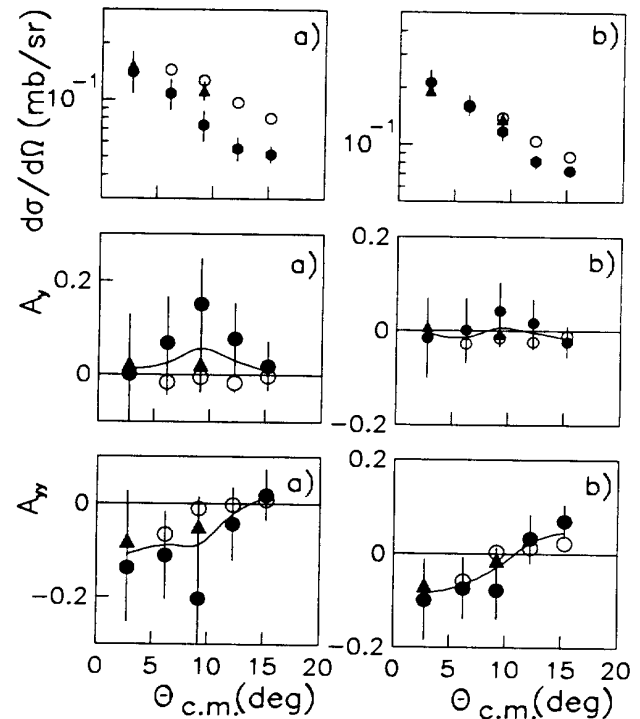 dσ/dΩ (mb/sr)
a)
10⁻¹
b)
10⁻¹
A_y
a)
0.2
0
b)
0.2
0
-0.2
A_yy
a)
0
-0.2
b)
0.2
0
-0.2
0 5 10 15 20
0 5 10 15 20
Θ c.m.(deg)
Θ c.m.(deg)